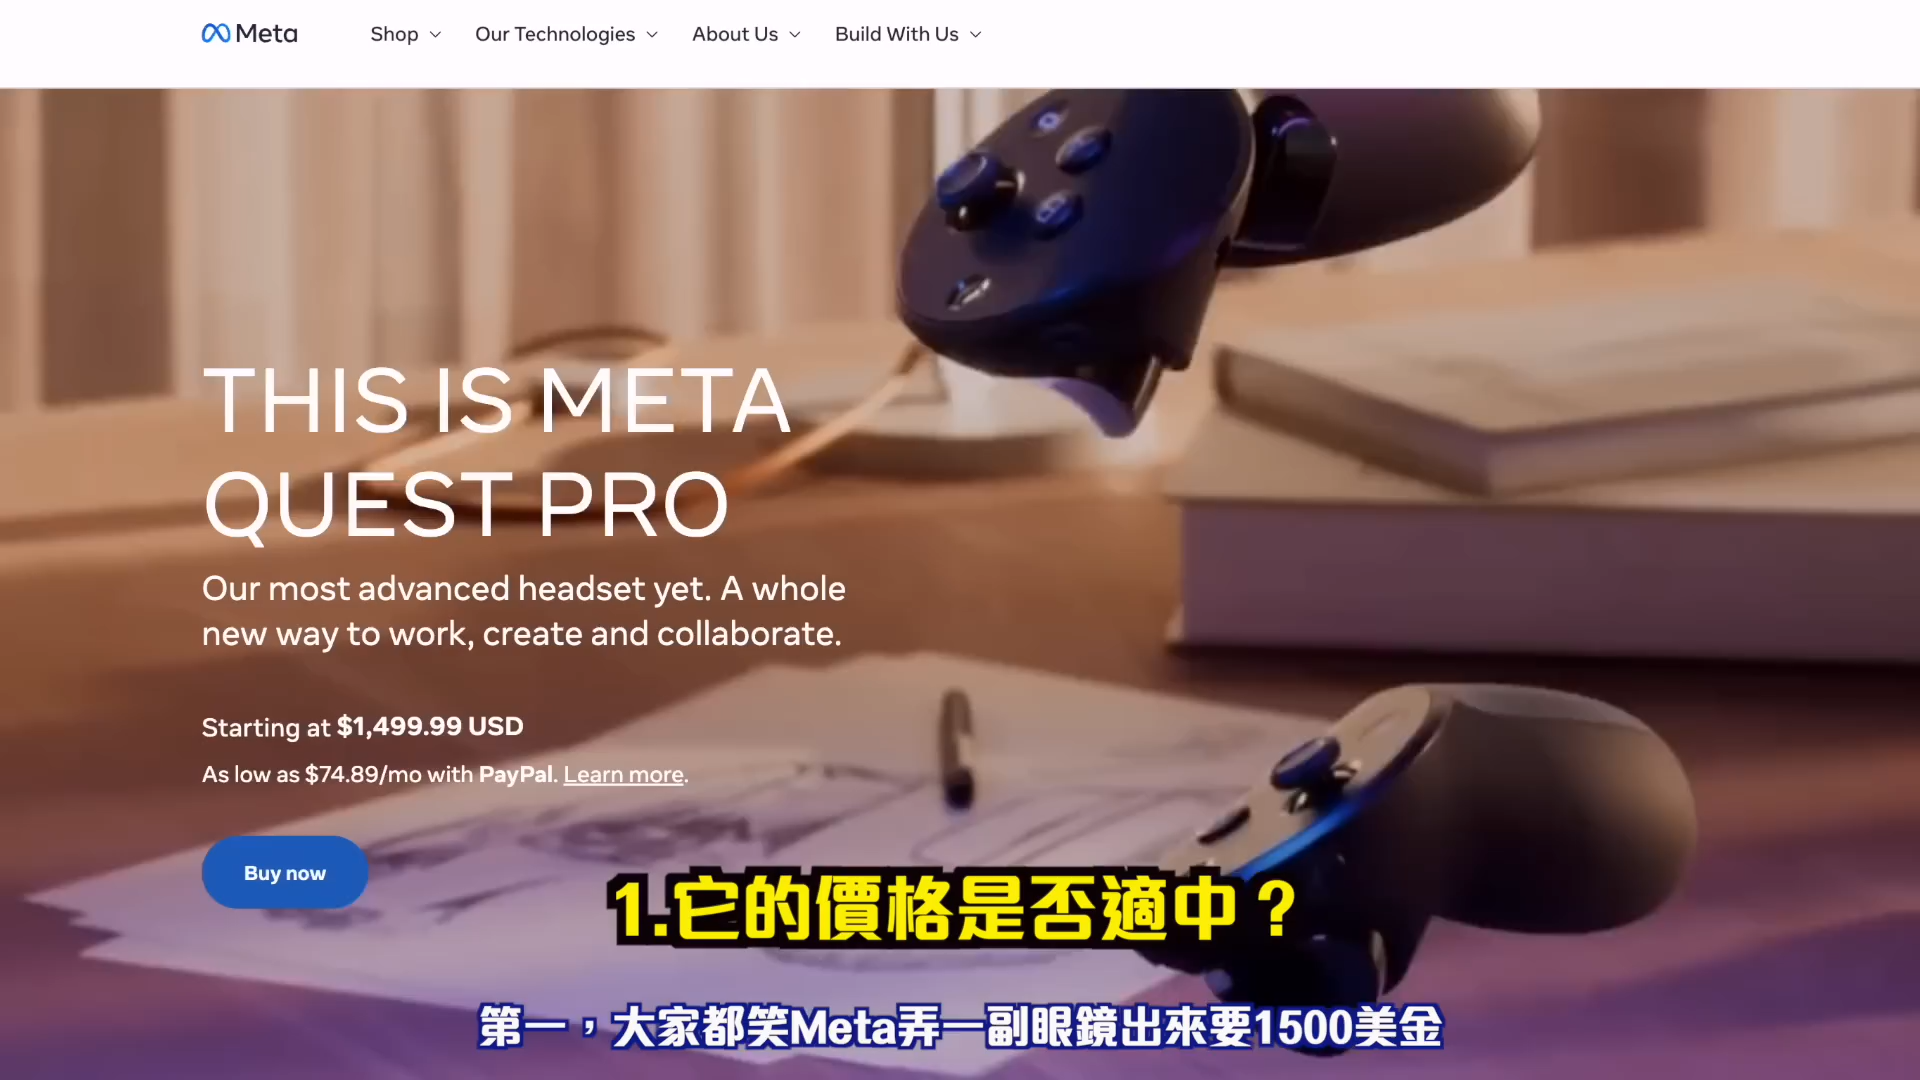 Meta
Shop
Our Technologies
About Us
Build With Us
THIS IS META
QUEST PRO
Our most advanced headset yet. A whole
new way to work, create and collaborate.
Starting at $1,499.99 USD
As low as $74.89/mo with PayPal. Learn more.
Buy now
1.它的價格是否適中？
第一，大家都笑Meta弄一副眼鏡出來要1500美金